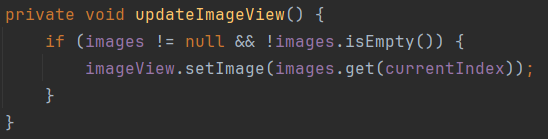 private void updateImageView() {
    if (images != null && !images.isEmpty()) {
        imageView.setImage(images.get(currentIndex));
    }
}